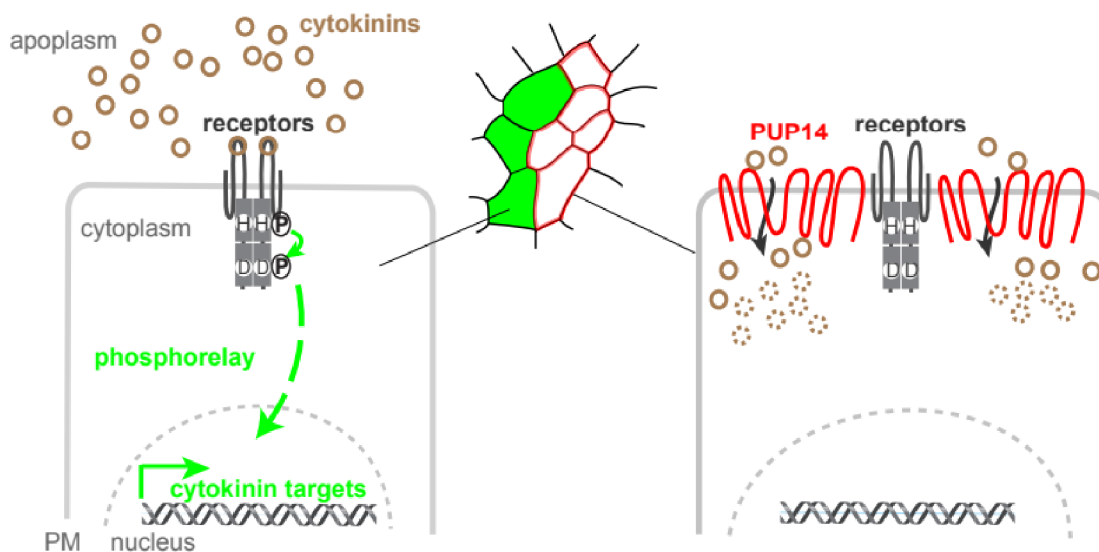 apoplasm
cytokinins
receptors
cytoplasm
H H P
D D P
phosphorelay
cytokinin targets
PM
nucleus
PUP14
receptors
H H
D D